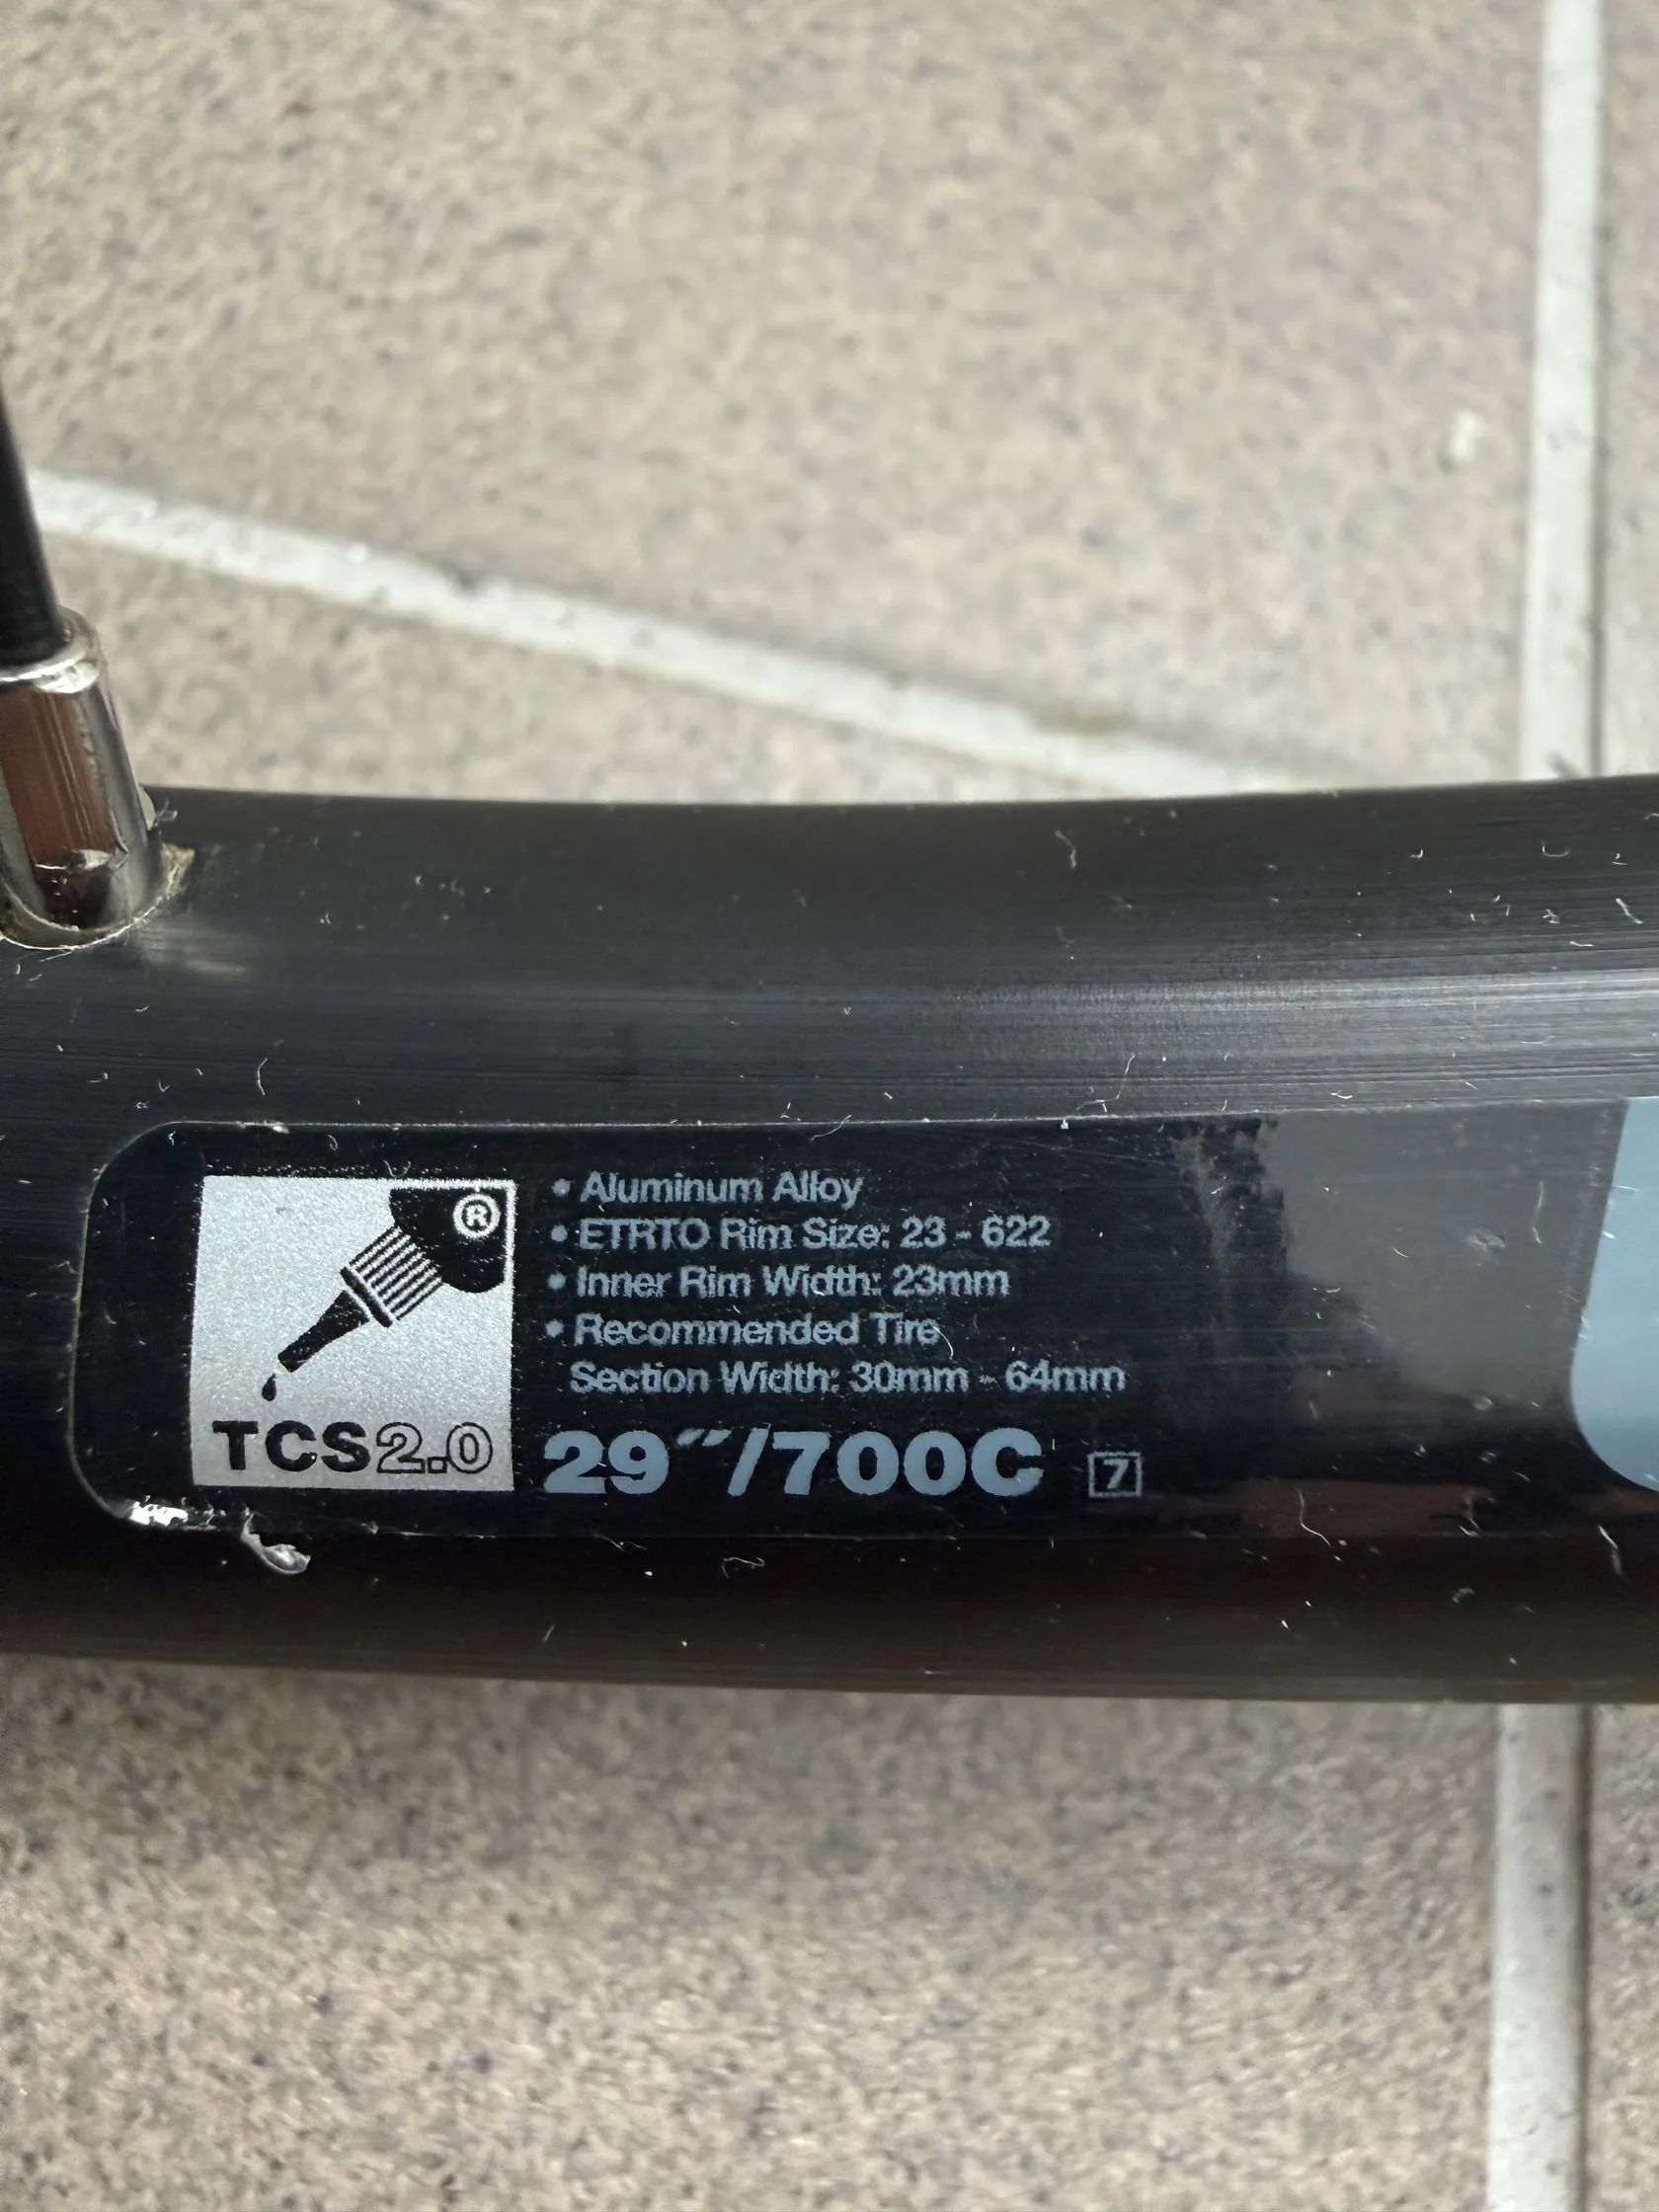 ®
TCS2.0
• Aluminum Alloy
• ETRTO Rim Size: 23 - 622
• Inner Rim Width: 23mm
• Recommended Tire
Section Width: 30mm - 64mm
29″/700C 7